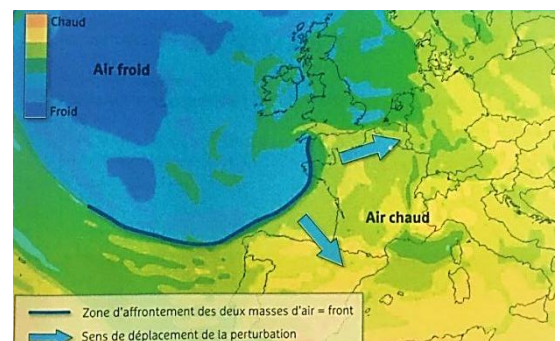 Chaud
Air froid
Froid
Air chaud
Zone d'affrontement des deux masses d'air = front
Sens de déplacement de la perturbation